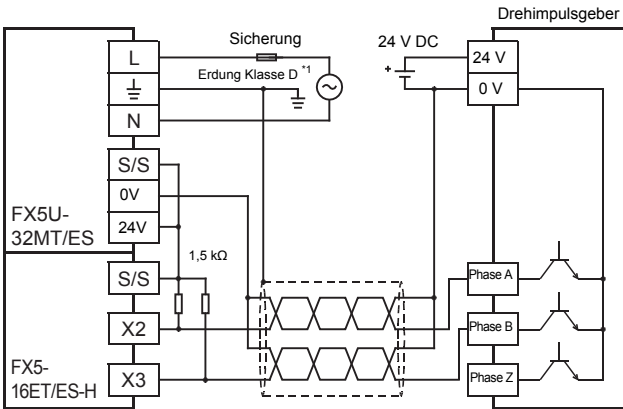 Drehimpulsgeber
Sicherung
24 V DC
L
24 V
Erdung Klasse D *1
+
0 V
N
S/S
0V
24V
FX5U-
32MT/ES
1,5 kΩ
S/S
Phase A
X2
Phase B
FX5-
16ET/ES-H
X3
Phase Z